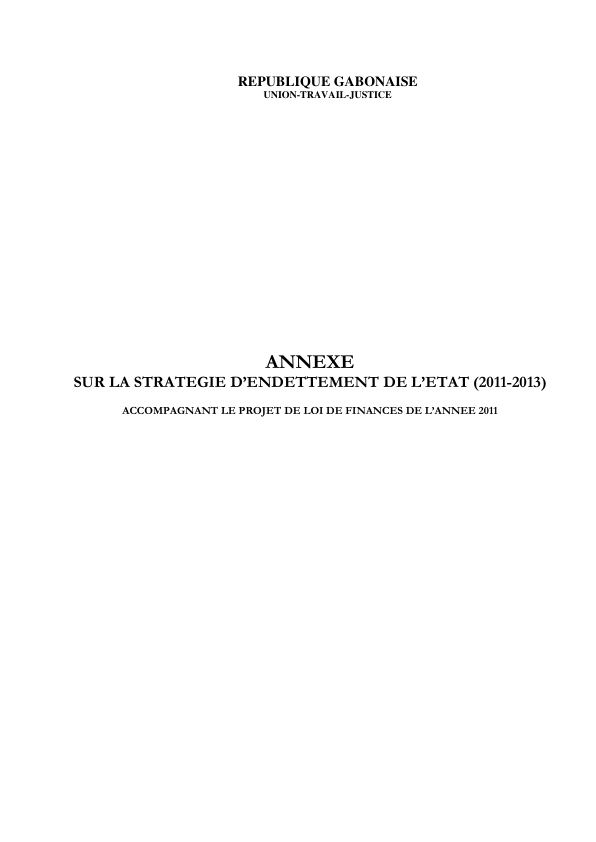 REPUBLIQUE GABONAISE
UNION-TRAVAIL-JUSTICE
ANNEXE
SUR LA STRATEGIE D’ENDETTEMENT DE L’ETAT (2011-2013)
ACCOMPAGNANT LE PROJET DE LOI DE FINANCES DE L’ANNEE 2011